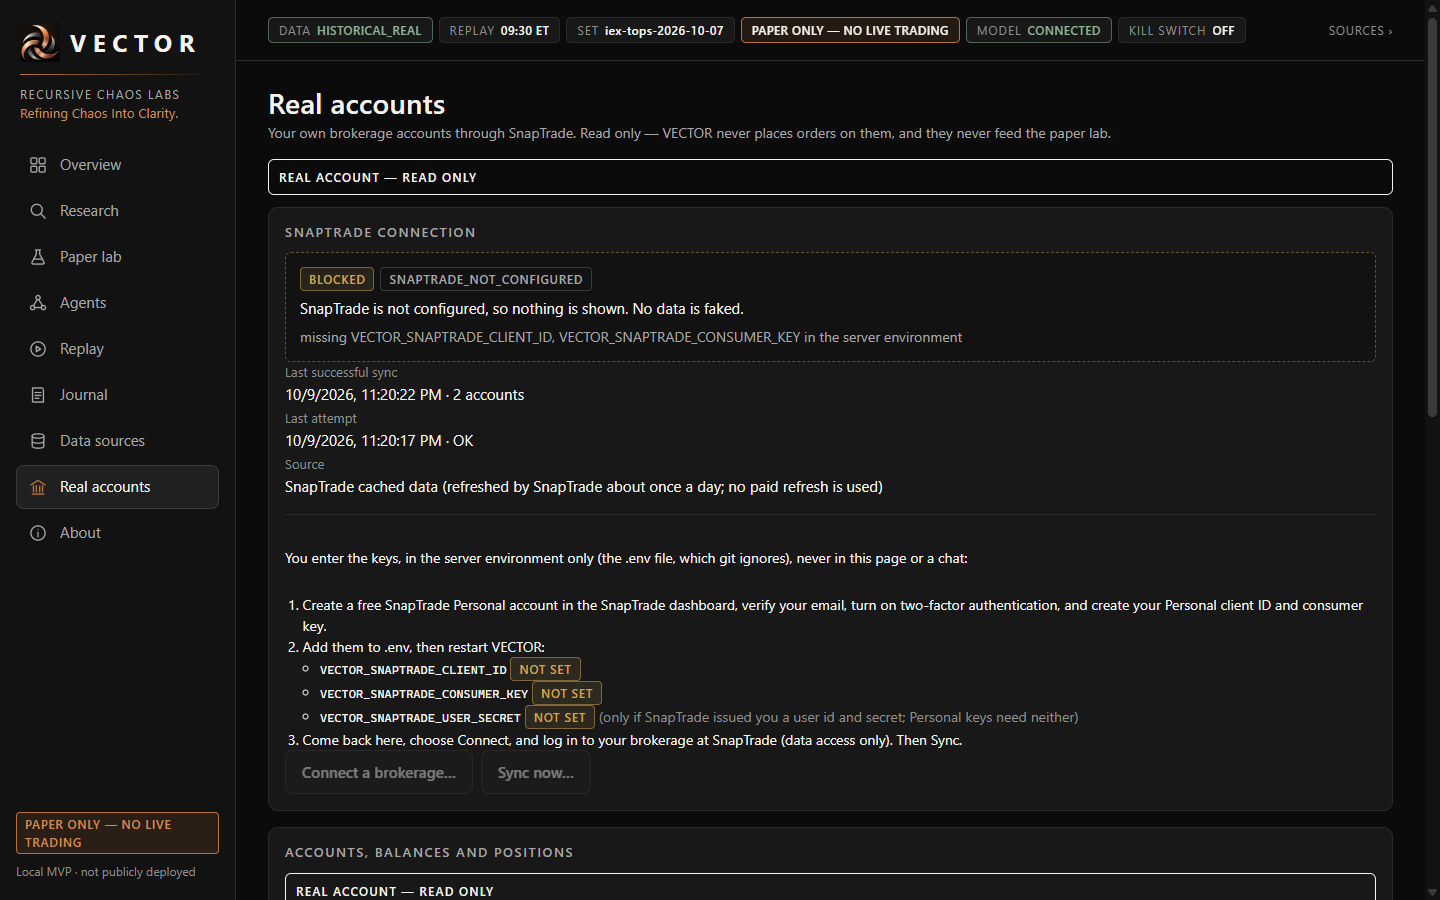 VECTOR
RECURSIVE CHAOS LABS
Refining Chaos Into Clarity.
Overview
Research
Paper lab
Agents
Replay
Journal
Data sources
Real accounts
About
PAPER ONLY — NO LIVE
TRADING
Local MVP · not publicly deployed
DATA HISTORICAL_REAL
REPLAY 09:30 ET
SET iex-tops-2026-10-07
PAPER ONLY — NO LIVE TRADING
MODEL CONNECTED
KILL SWITCH OFF
SOURCES ›
Real accounts
Your own brokerage accounts through SnapTrade. Read only — VECTOR never places orders on them, and they never feed the paper lab.
REAL ACCOUNT — READ ONLY
SNAPTRADE CONNECTION
BLOCKED SNAPTRADE_NOT_CONFIGURED
SnapTrade is not configured, so nothing is shown. No data is faked.
missing VECTOR_SNAPTRADE_CLIENT_ID, VECTOR_SNAPTRADE_CONSUMER_KEY in the server environment
Last successful sync
10/9/2026, 11:20:22 PM · 2 accounts
Last attempt
10/9/2026, 11:20:17 PM · OK
Source
SnapTrade cached data (refreshed by SnapTrade about once a day; no paid refresh is used)
You enter the keys, in the server environment only (the .env file, which git ignores), never in this page or a chat:
1. Create a free SnapTrade Personal account in the SnapTrade dashboard, verify your email, turn on two-factor authentication, and create your Personal client ID and consumer
key.
2. Add them to .env, then restart VECTOR:
VECTOR_SNAPTRADE_CLIENT_ID NOT SET
VECTOR_SNAPTRADE_CONSUMER_KEY NOT SET
VECTOR_SNAPTRADE_USER_SECRET NOT SET (only if SnapTrade issued you a user id and secret; Personal keys need neither)
3. Come back here, choose Connect, and log in to your brokerage at SnapTrade (data access only). Then Sync.
Connect a brokerage...
Sync now...
ACCOUNTS, BALANCES AND POSITIONS
REAL ACCOUNT — READ ONLY